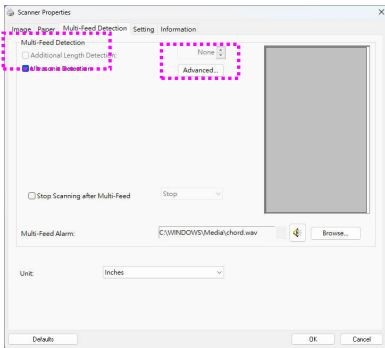 Scanner Properties
Image Paper Multi-Feed Detection Setting Information
Multi-Feed Detection
Additional Length Detection: None
Ultrasonic Detection Advanced...
Stop Scanning after Multi-Feed Stop
Multi-Feed Alarm: C:\WINDOWS\Media\chord.wav Browse...
Unit: Inches
Defaults OK Cancel